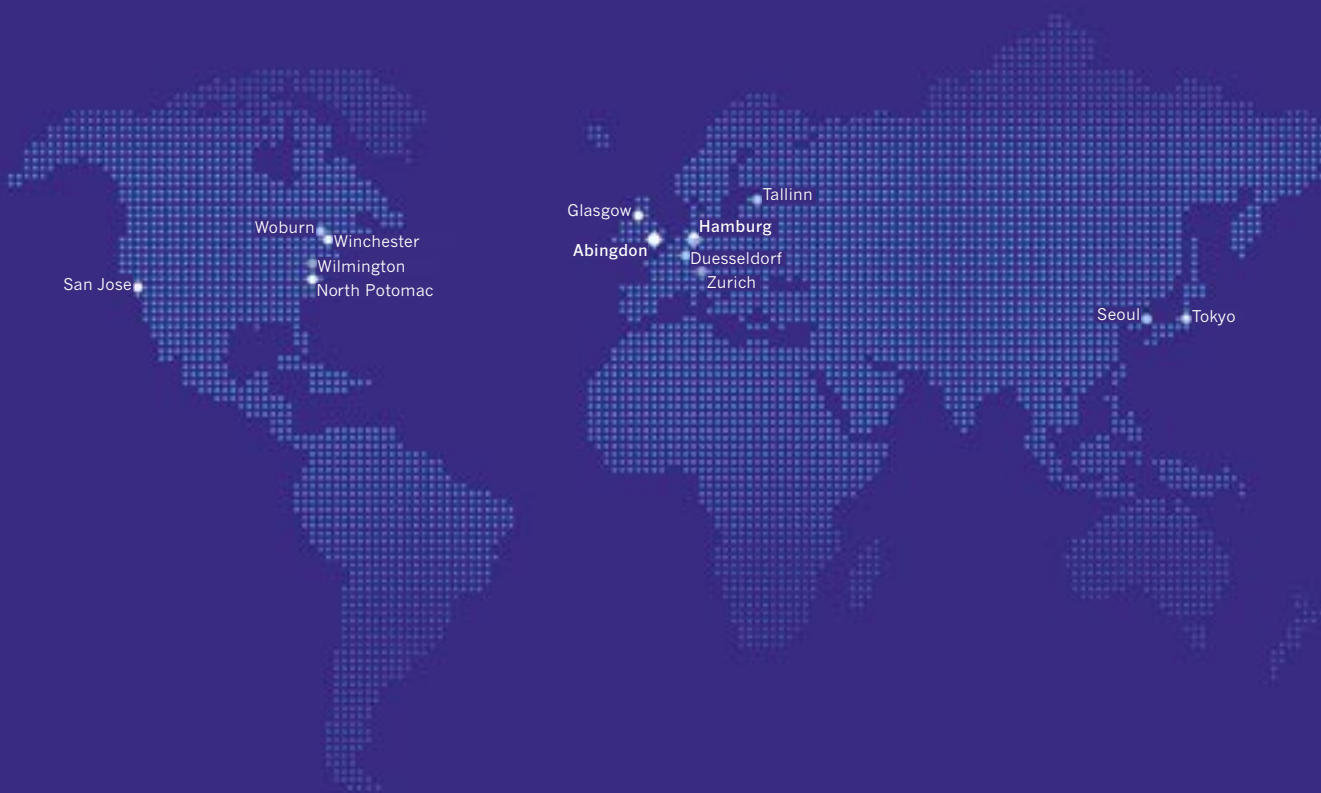 Woburn
Winchester
Wilmington
San Jose
North Potomac
Glasgow
Tallinn
Abingdon
Hamburg
Duesseldorf
Zurich
Seoul
Tokyo